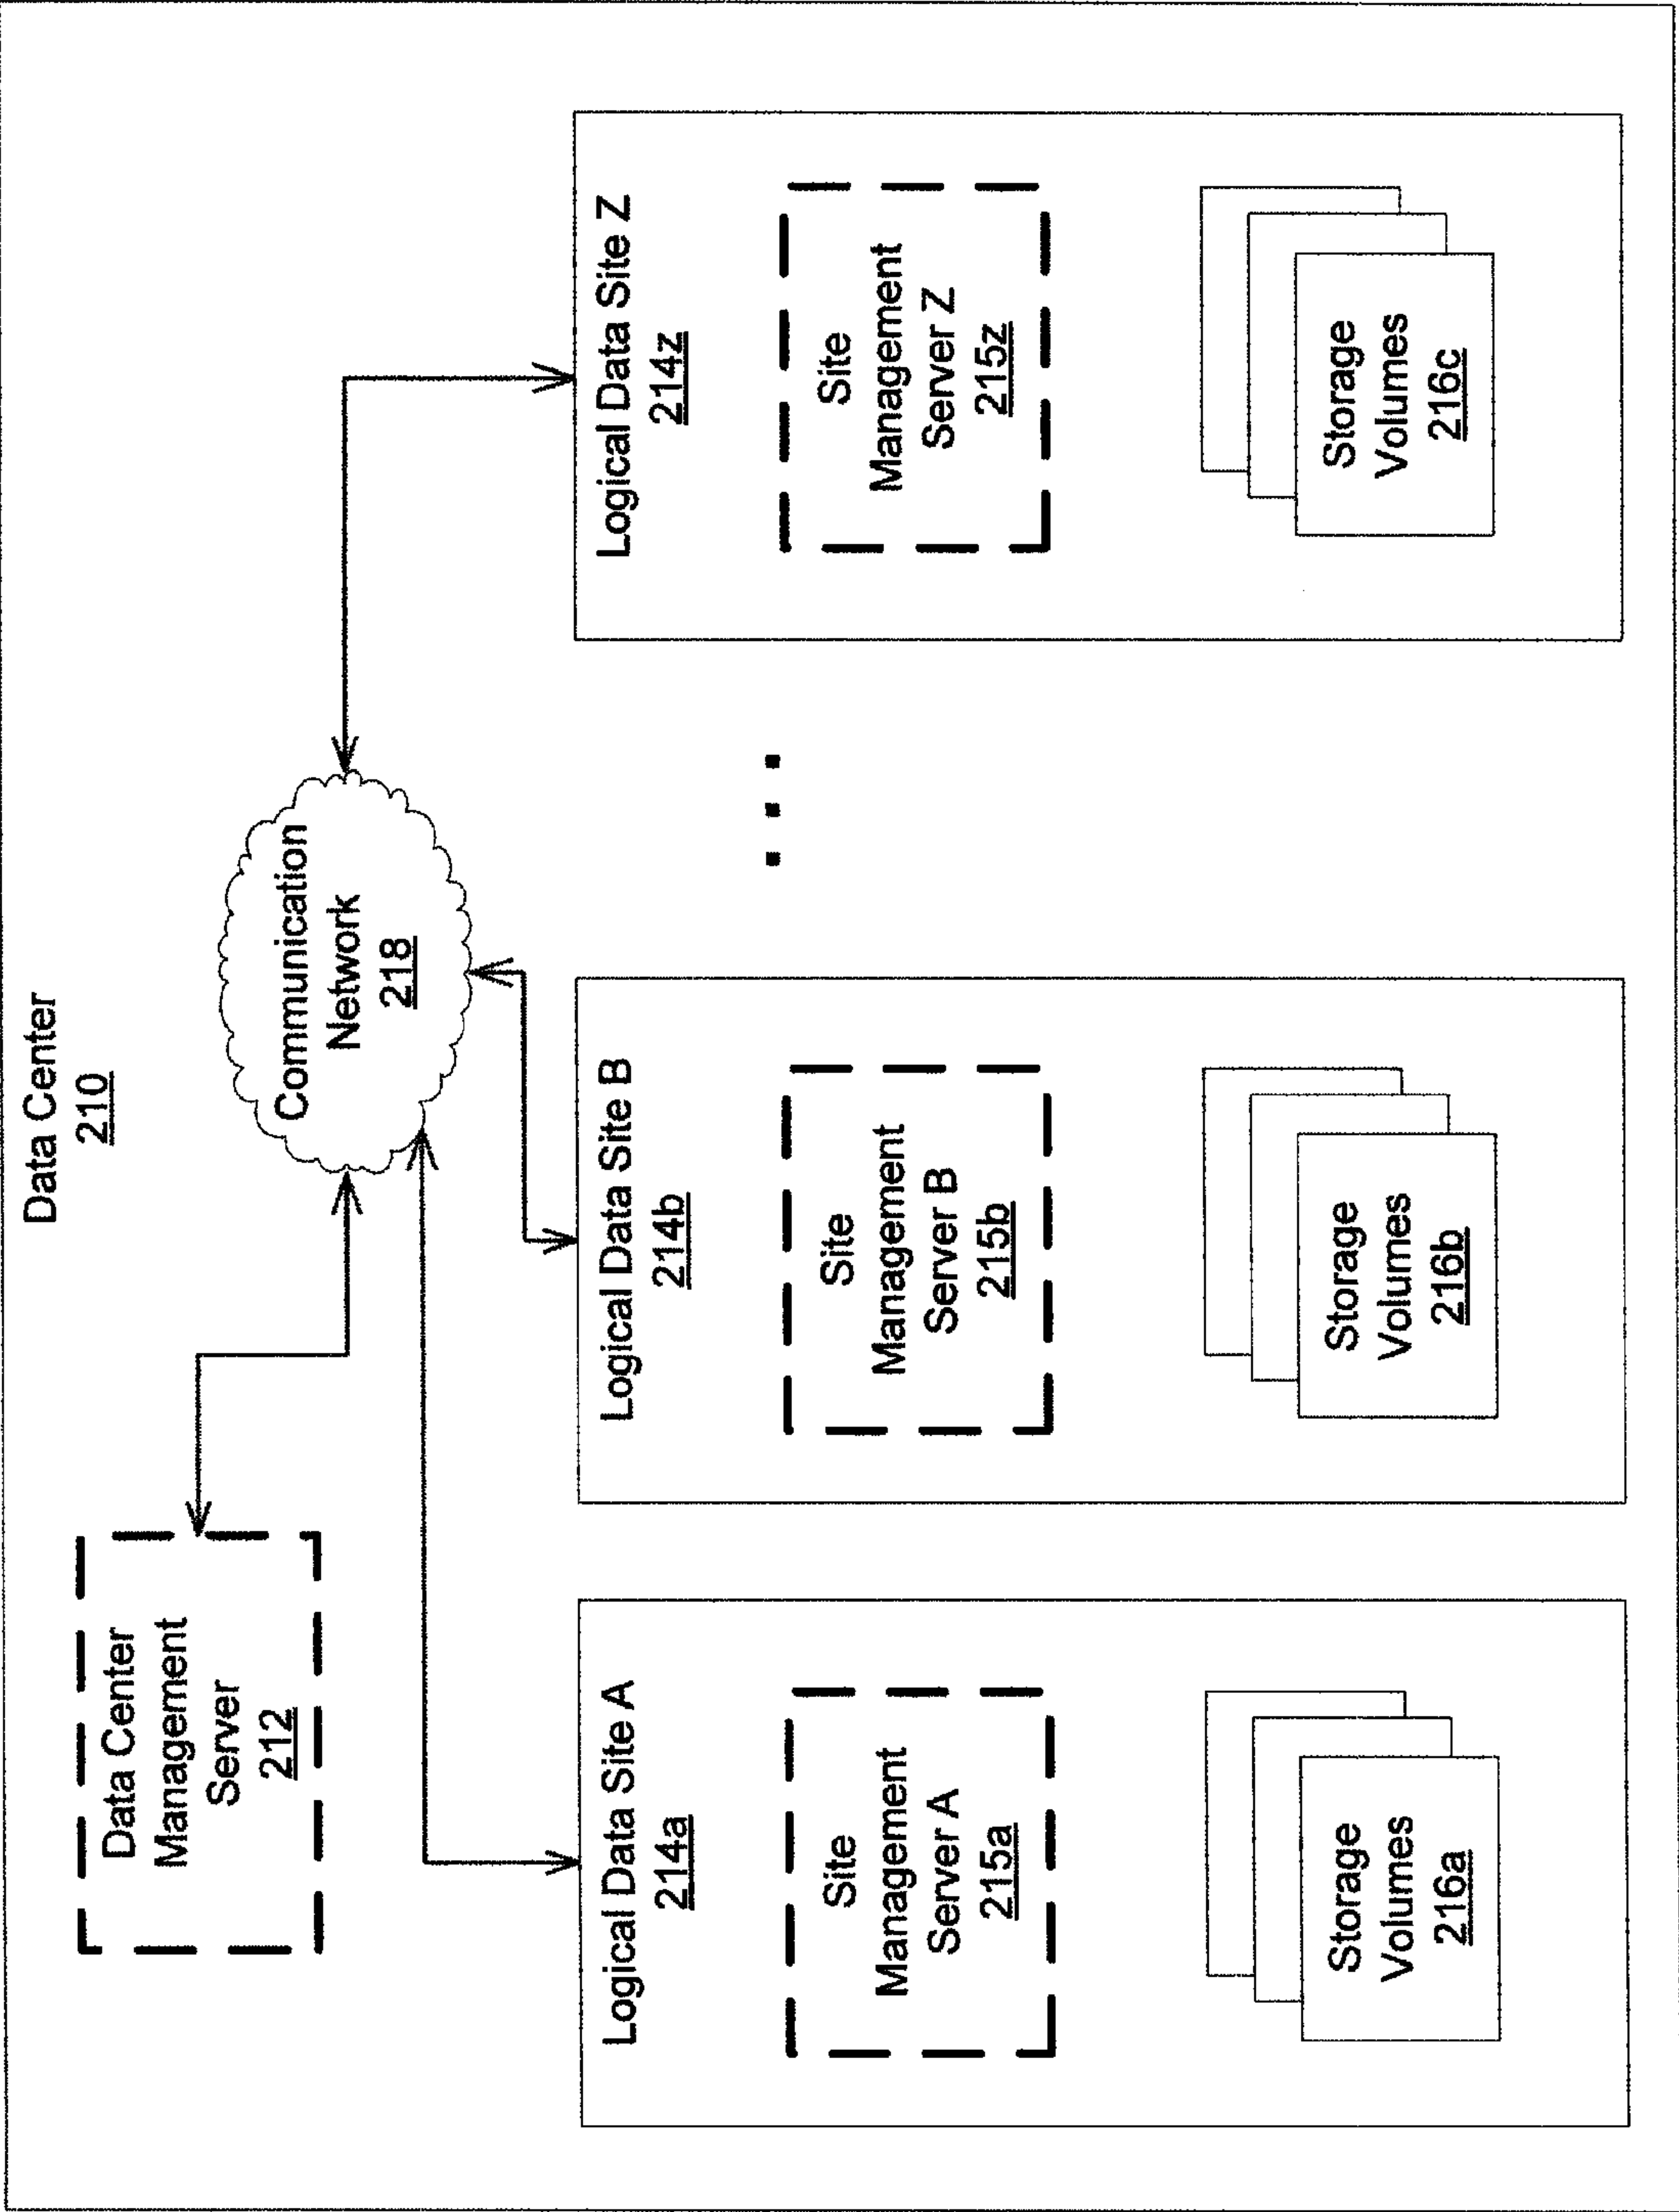 Data Center
210
Data Center
Management
Server
212
Communication
Network
218
Logical Data Site A
214a
Site
Management
Server A
215a
Storage
Volumes
216a
Logical Data Site B
214b
Site
Management
Server B
215b
Storage
Volumes
216b
. . .
Logical Data Site Z
214z
Site
Management
Server Z
215z
Storage
Volumes
216c